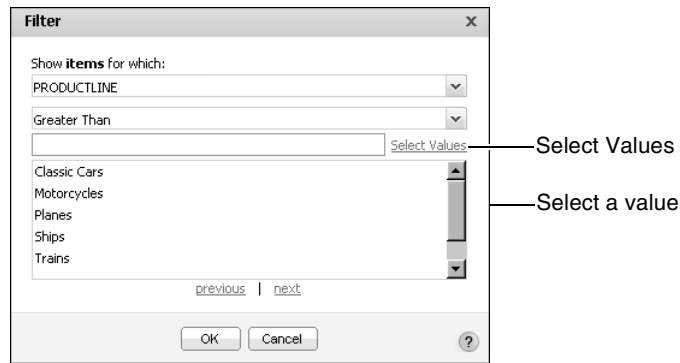 Filter x
Show items for which:
PRODUCTLINE
Greater Than
Select Values Select Values
Classic Cars
Motorcycles
Select a value
Planes
Ships
Trains
previous | next
OK Cancel ?